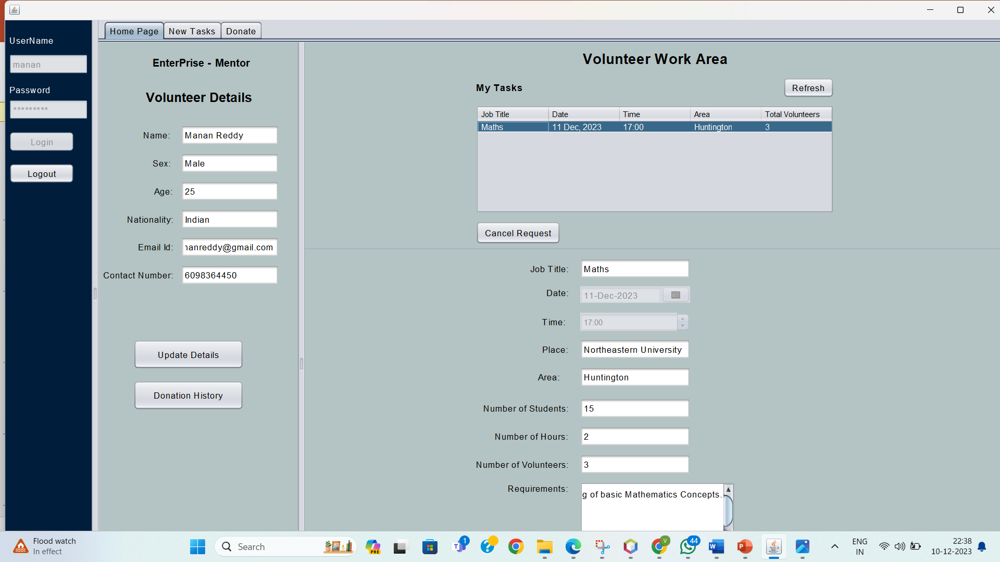 UserName
manan
Password
*********
Login
Logout
Home Page
New Tasks
Donate
EnterPrise - Mentor
Volunteer Details
Name: Manan Reddy
Sex: Male
Age: 25
Nationality: Indian
Email Id: nanreddy@gmail.com
Contact Number: 6098364450
Update Details
Donation History
Volunteer Work Area
My Tasks
Refresh
Job Title Date Time Area Total Volunteers
Maths 11 Dec, 2023 17:00 Huntington 3
Cancel Request
Job Title: Maths
Date: 11-Dec-2023
Time: 17:00
Place: Northeastern University
Area: Huntington
Number of Students: 15
Number of Hours: 2
Number of Volunteers: 3
Requirements: g of basic Mathematics Concepts.
Flood watch
In effect
Search
PRE
1
V
44
ENG
IN
22:38
10-12-2023